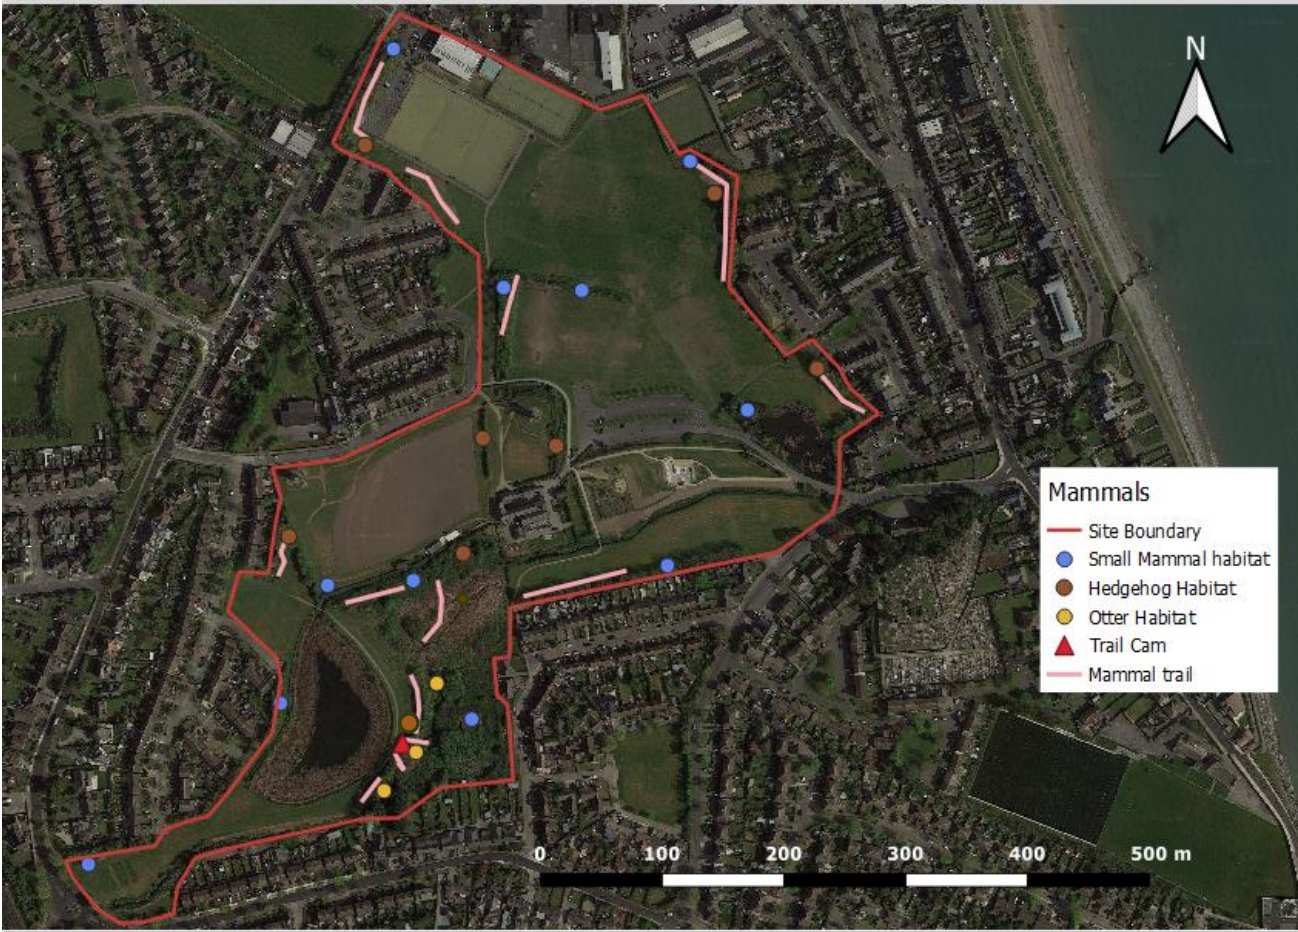 N
Mammals
Site Boundary
Small Mammal habitat
Hedgehog Habitat
Otter Habitat
Trail Cam
Mammal trail
0 100 200 300 400 500 m